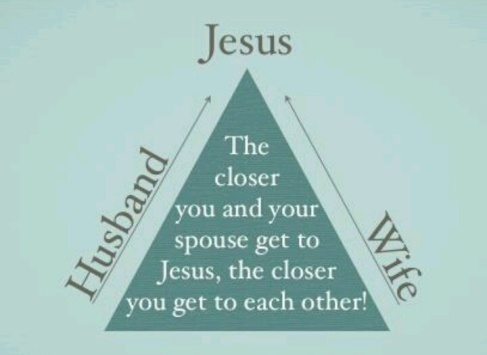 Jesus
Husband
Wife
The
closer
you and your
spouse get to
Jesus, the closer
you get to each other!